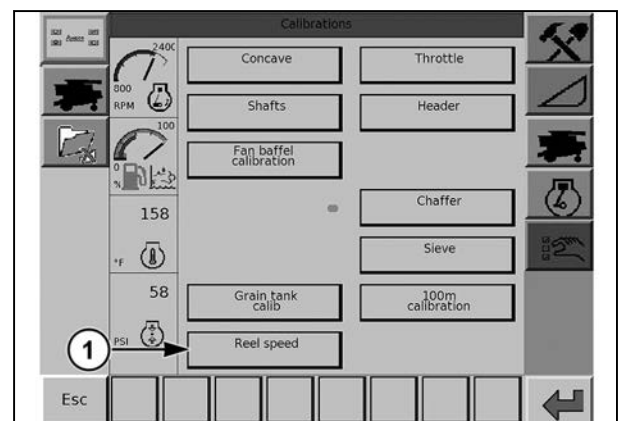 Calibrations
2400
800
RPM
Concave
Throttle
Shafts
Header
100
0
%
Fan baffel
calibration
158
°F
Chaffer
Sieve
58
PSI
Grain tank
calib
100m
calibration
1
Reel speed
Esc